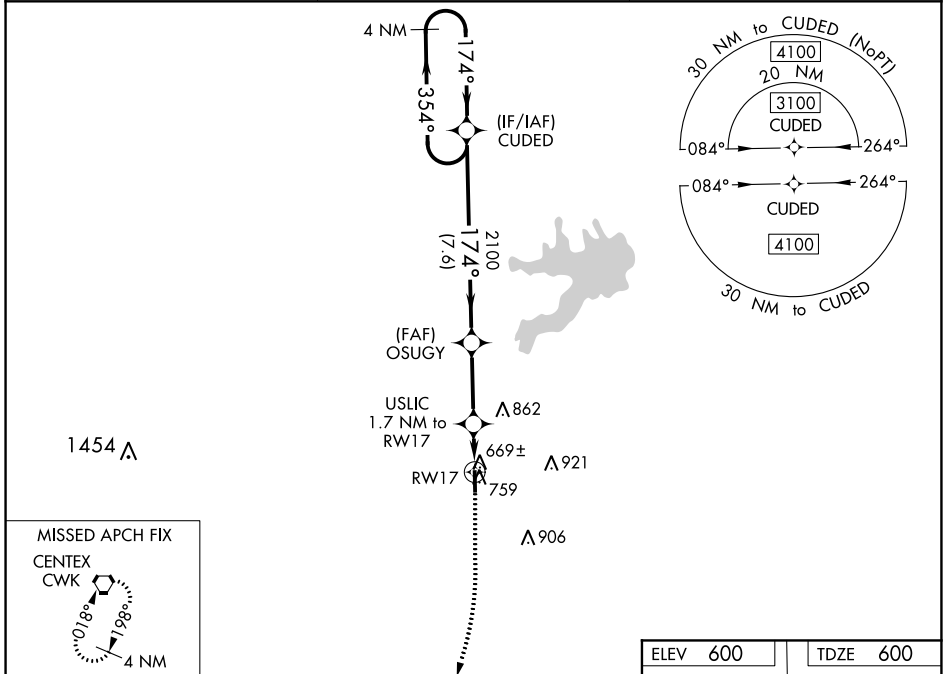 4 NM
174°
354°
(IF/IAF)
CUDED
2100
174°
(7.6)
(FAF)
OSUGY
USLIC
1.7 NM to
RW17
862
669±
921
RW17
759
906
1454
30 NM to CUDED (NoPT)
4100
20 NM
3100
CUDED
084°
264°
084°
264°
CUDED
4100
30 NM to CUDED
MISSED APCH FIX
CENTEX
CWK
018°
198°
4 NM
ELEV 600
TDZE 600